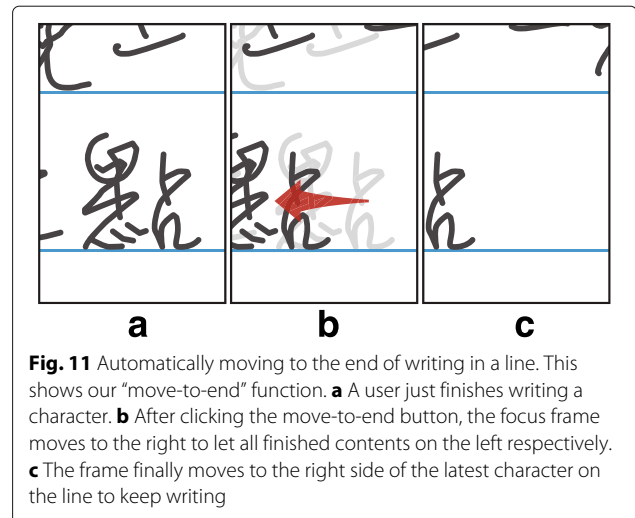 點
a b c
Fig. 11 Automatically moving to the end of writing in a line. This
shows our “move-to-end” function. a A user just finishes writing a
character. b After clicking the move-to-end button, the focus frame
moves to the right to let all finished contents on the left respectively.
c The frame finally moves to the right side of the latest character on
the line to keep writing